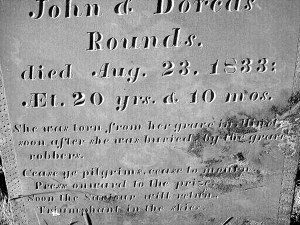 John & Dorcas
Rounds.
died Aug. 23, 1833:
Æt. 20 yrs. & 10 mos.
She was torn from her grave in
soon after she was buried, by the grave
robbers.
Cease ye pilgrims, cease to mourn,
Press onward to the prize,
Soon the Saviour will return,
Triumphant in the skies.